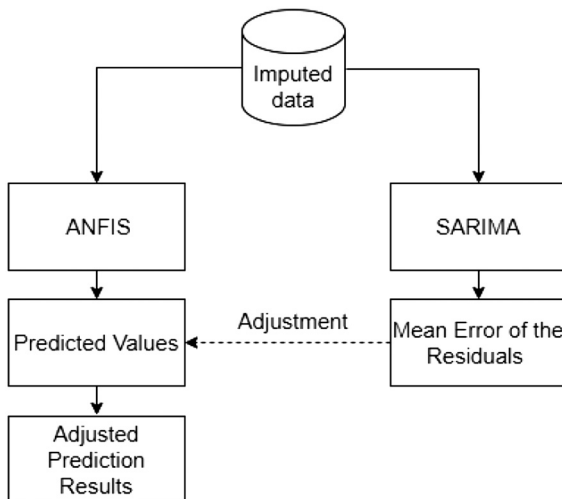 Imputed
data
ANFIS
SARIMA
Predicted Values
Adjustment
Mean Error of the
Residuals
Adjusted
Prediction
Results